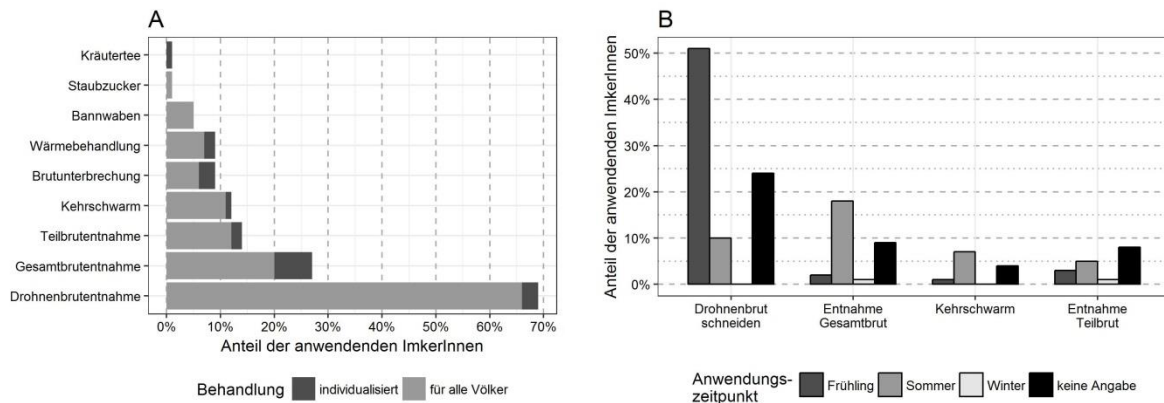 A
Kräutertee
Staubzucker
Bannwaben
Wärmebehandlung
Brutunterbrechung
Kehrschwarm
Teilbrutentnahme
Gesamtbrutentnahme
Drohnenbrutentnahme
0% 10% 20% 30% 40% 50% 60% 70%
Anteil der anwendenden ImkerInnen
Behandlung individualisiert für alle Völker
B
Anteil der anwendenden ImkerInnen
50%
40%
30%
20%
10%
0%
Drohnenbrut
schneiden
Entnahme
Gesamtbrut
Kehrschwarm
Entnahme
Teilbrut
Anwendungs-
zeitpunkt
Frühling Sommer Winter keine Angabe